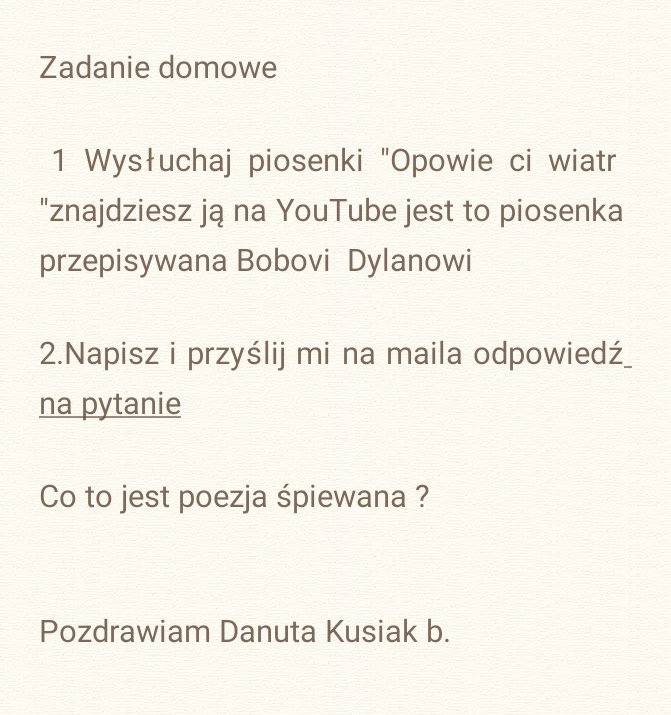 Zadanie domowe
1 Wysłuchaj piosenki "Opowie ci wiatr
"znajdziesz ją na YouTube jest to piosenka
przepisywana Bobovi Dylanowi
2.Napisz i przyślij mi na maila odpowiedź
na pytanie
Co to jest poezja śpiewana ?
Pozdrawiam Danuta Kusiak b.